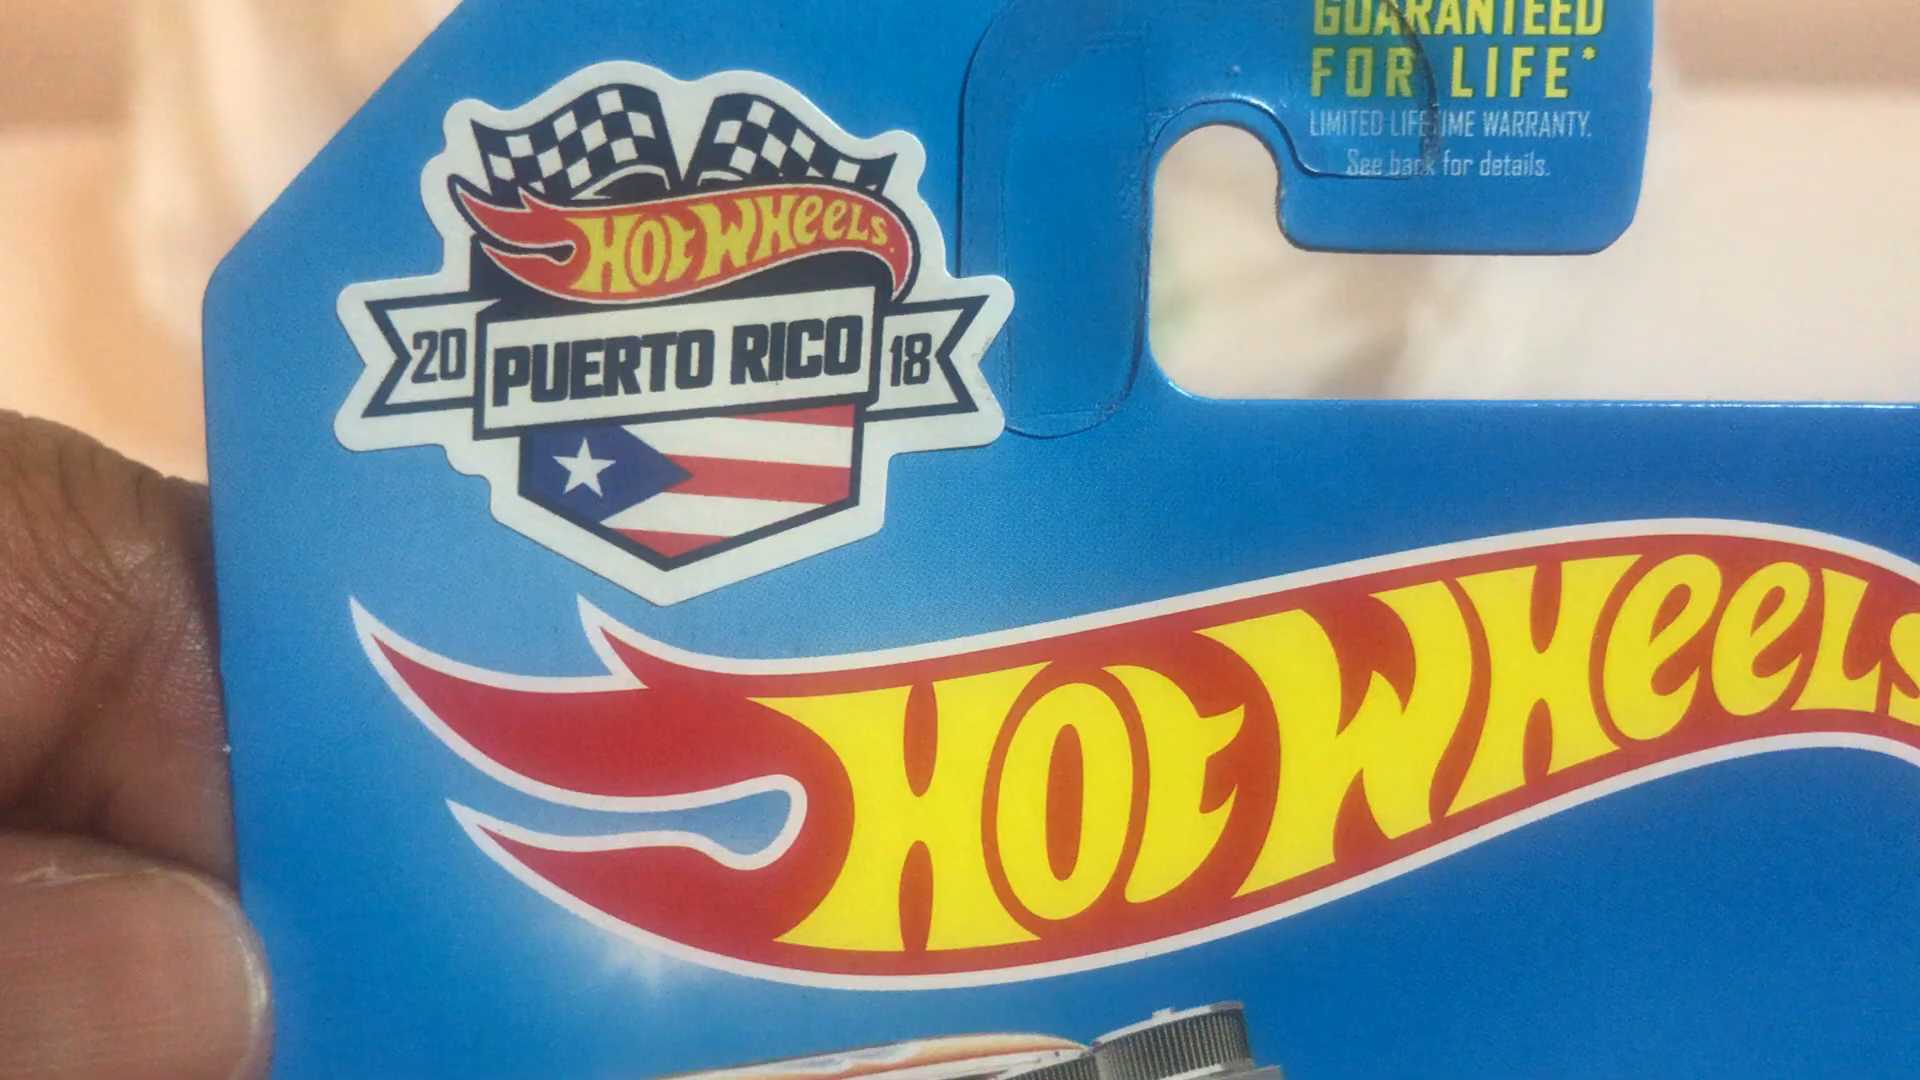 GUARANTEED
FOR LIFE*
LIMITED LIFETIME WARRANTY.
See back for details.
HOT WHEELS
20 PUERTO RICO 18
HOT WHEELS